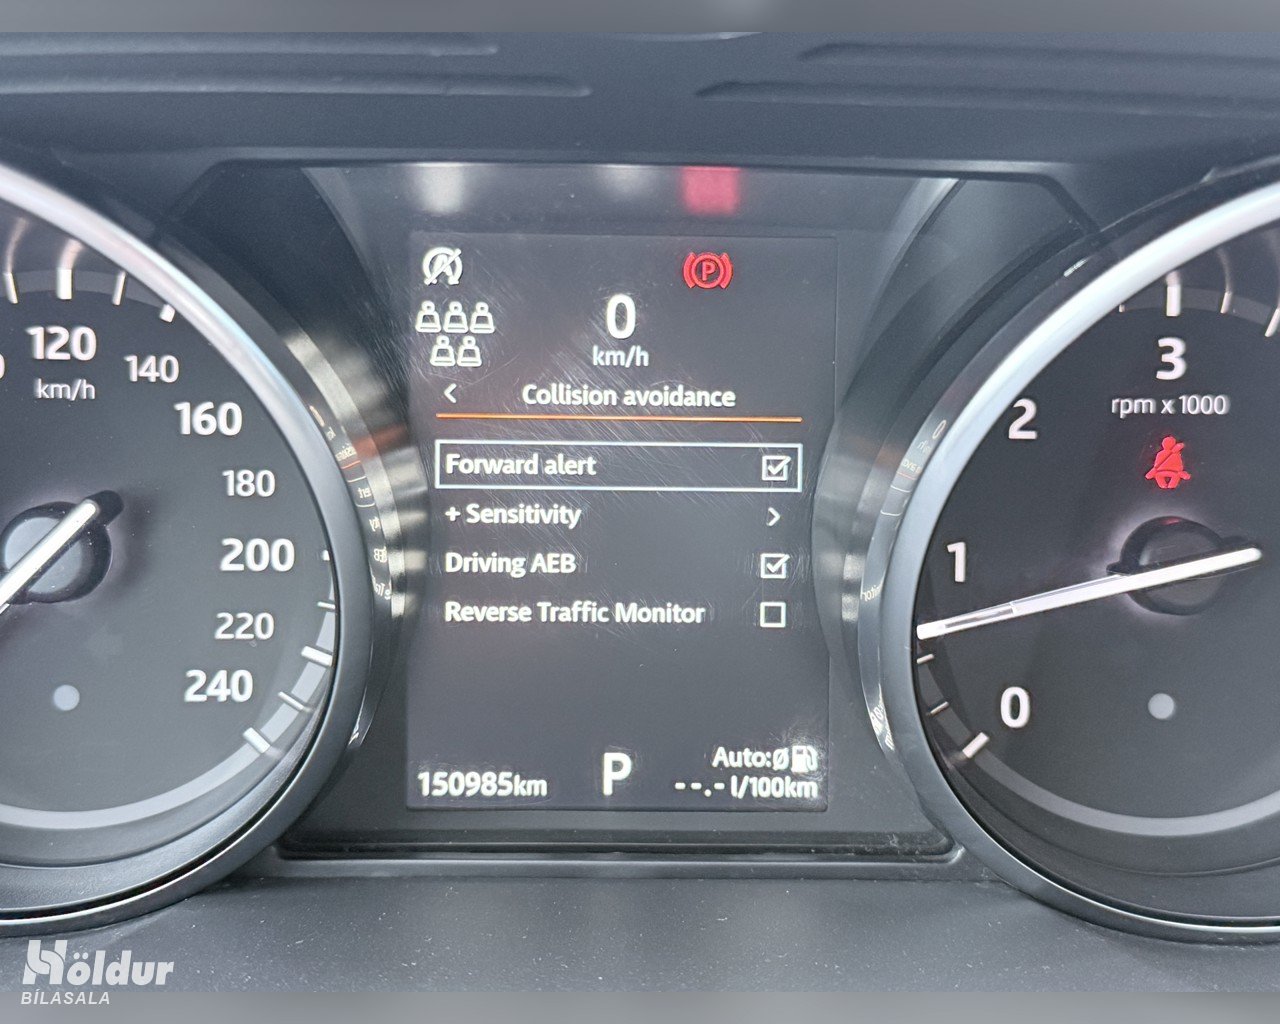 0
km/h
< Collision avoidance
Forward alert
+ Sensitivity >
Driving AEB
Reverse Traffic Monitor
150985km
P
Auto:Ø
--.- l/100km
120
km/h
140
160
180
200
220
240
P
3
rpm x 1000
2
1
0
Höldur
BÍLASALA